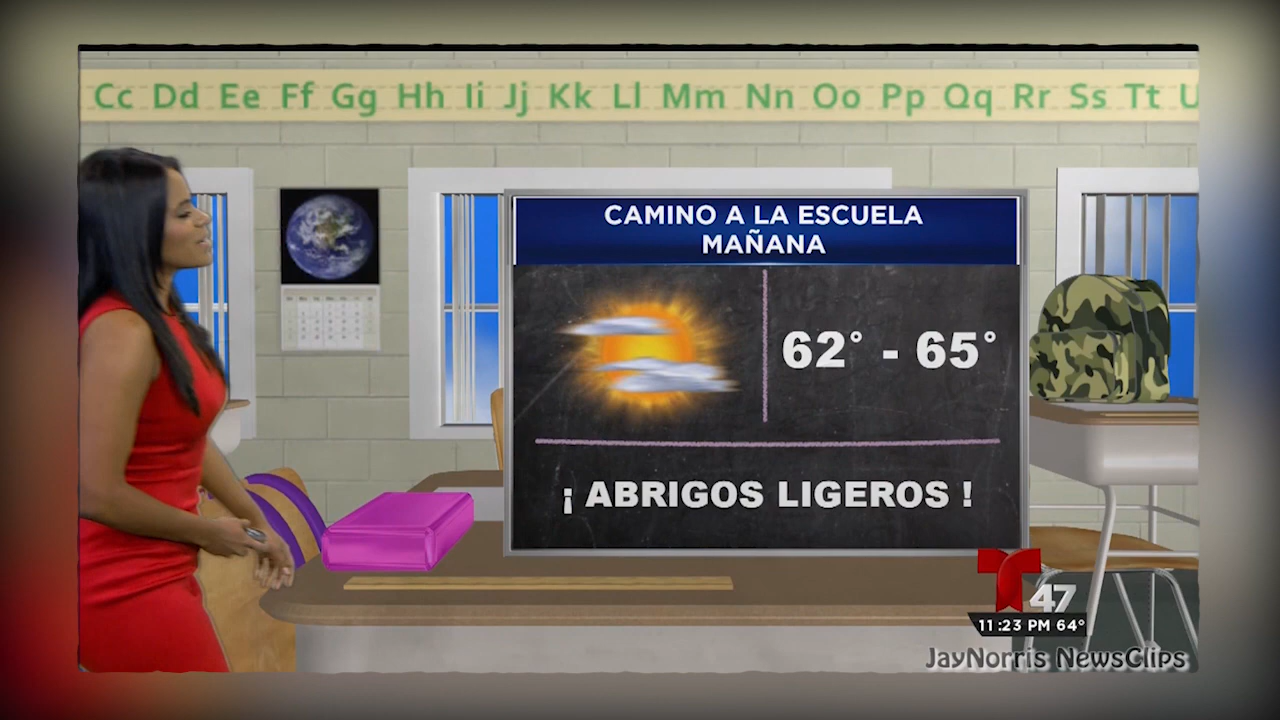 Cc Dd Ee Ff Gg Hh Ii Jj Kk Ll Mm Nn Oo Pp Qq Rr Ss Tt U
CAMINO A LA ESCUELA
MAÑANA
62° - 65°
¡ ABRIGOS LIGEROS !
T 47
11:23 PM 64°
JayNorris NewsClips